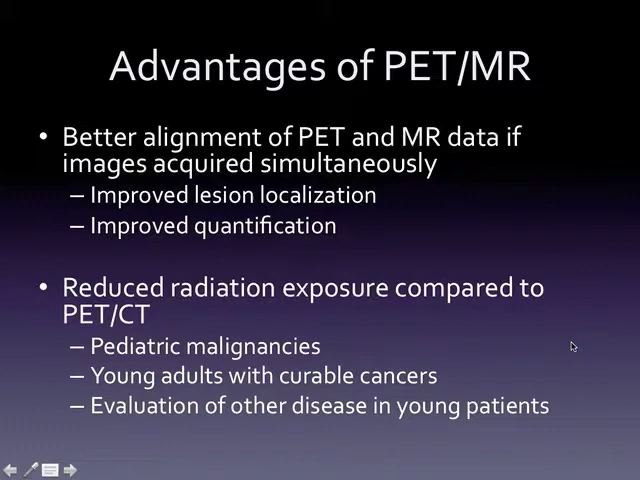 Advantages of PET/MR
• Better alignment of PET and MR data if
images acquired simultaneously
– Improved lesion localization
– Improved quantification
• Reduced radiation exposure compared to
PET/CT
– Pediatric malignancies
– Young adults with curable cancers
– Evaluation of other disease in young patients